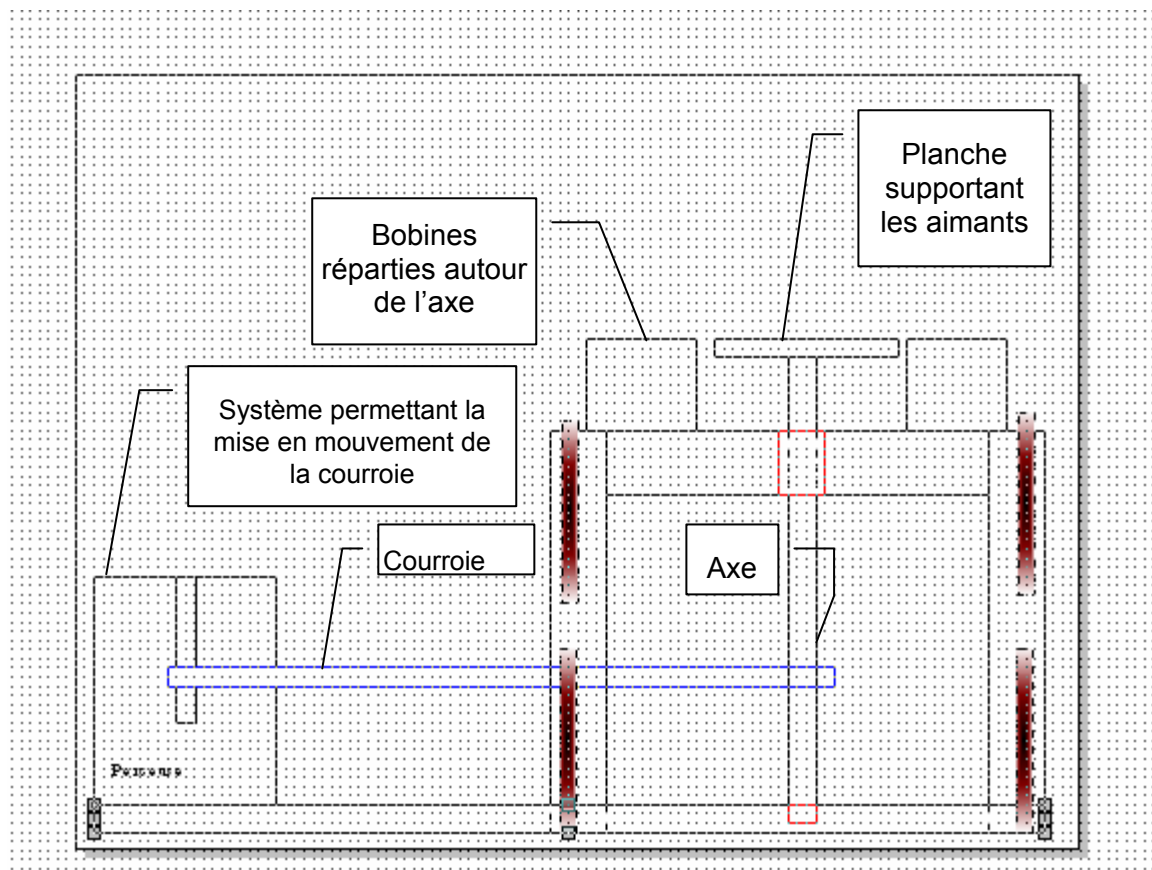 Planche
supportant
les aimants
Bobines
réparties autour
de l’axe
Système permettant la
mise en mouvement de
la courroie
Courroie
Axe
Perceuse